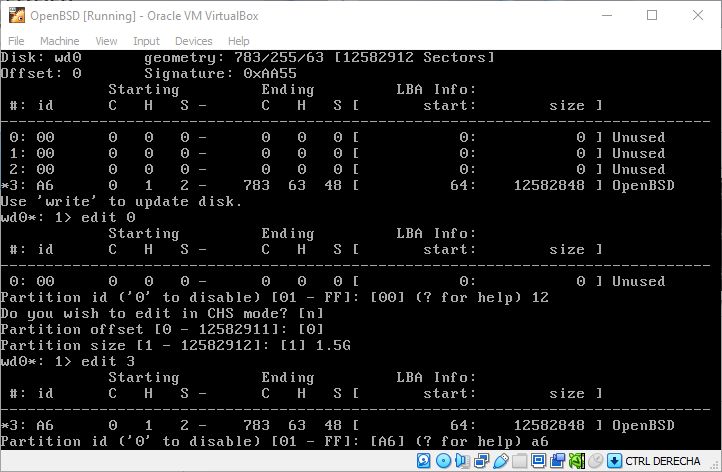 OpenBSD [Running] - Oracle VM VirtualBox
File Machine View Input Devices Help
Disk: wd0 geometry: 783/255/63 [12582912 Sectors]
Offset: 0 Signature: 0xAA55
Starting Ending LBA Info:
#: id C H S - C H S [ start: size ]
-------------------------------------------------------------------------------
0: 00 0 0 0 - 0 0 0 [ 0: 0 ] Unused
1: 00 0 0 0 - 0 0 0 [ 0: 0 ] Unused
2: 00 0 0 0 - 0 0 0 [ 0: 0 ] Unused
*3: A6 0 1 2 - 783 63 48 [ 64: 12582848 ] OpenBSD
Use 'write' to update disk.
wd0*: 1> edit 0
Starting Ending LBA Info:
#: id C H S - C H S [ start: size ]
-------------------------------------------------------------------------------
0: 00 0 0 0 - 0 0 0 [ 0: 0 ] Unused
Partition id ('0' to disable) [01 - FF]: [00] (? for help) 12
Do you wish to edit in CHS mode? [n]
Partition offset [0 - 12582911]: [0]
Partition size [1 - 12582912]: [1] 1.5G
wd0*: 1> edit 3
Starting Ending LBA Info:
#: id C H S - C H S [ start: size ]
-------------------------------------------------------------------------------
*3: A6 0 1 2 - 783 63 48 [ 64: 12582848 ] OpenBSD
Partition id ('0' to disable) [01 - FF]: [A6] (? for help) a6
CTRL DERECHA